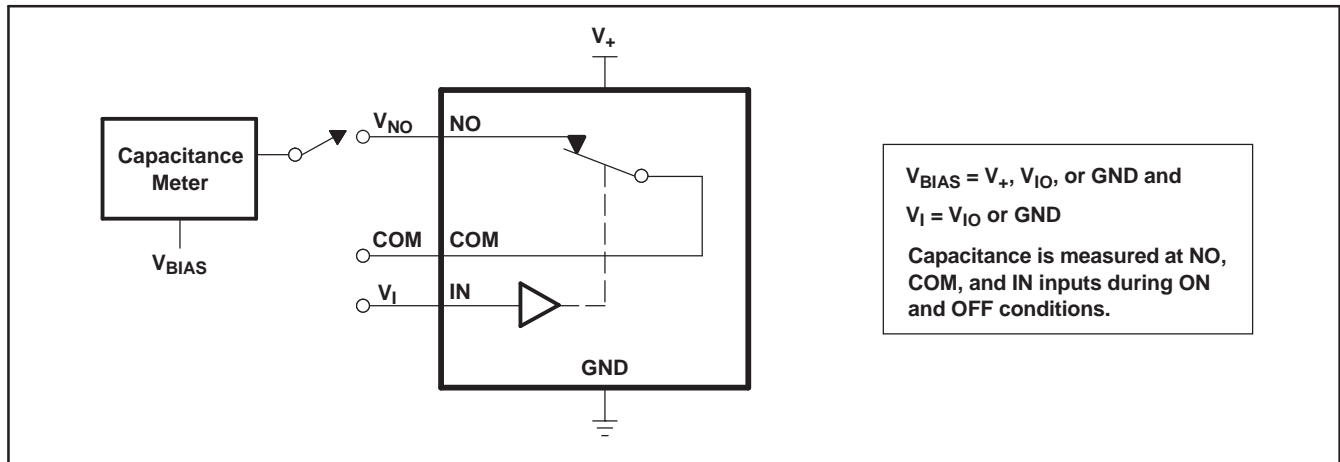 V+
Capacitance
Meter
VBIAS
VNO
NO
COM
COM
VI
IN
GND
VBIAS = V+, VIO, or GND and
VI = VIO or GND
Capacitance is measured at NO,
COM, and IN inputs during ON
and OFF conditions.